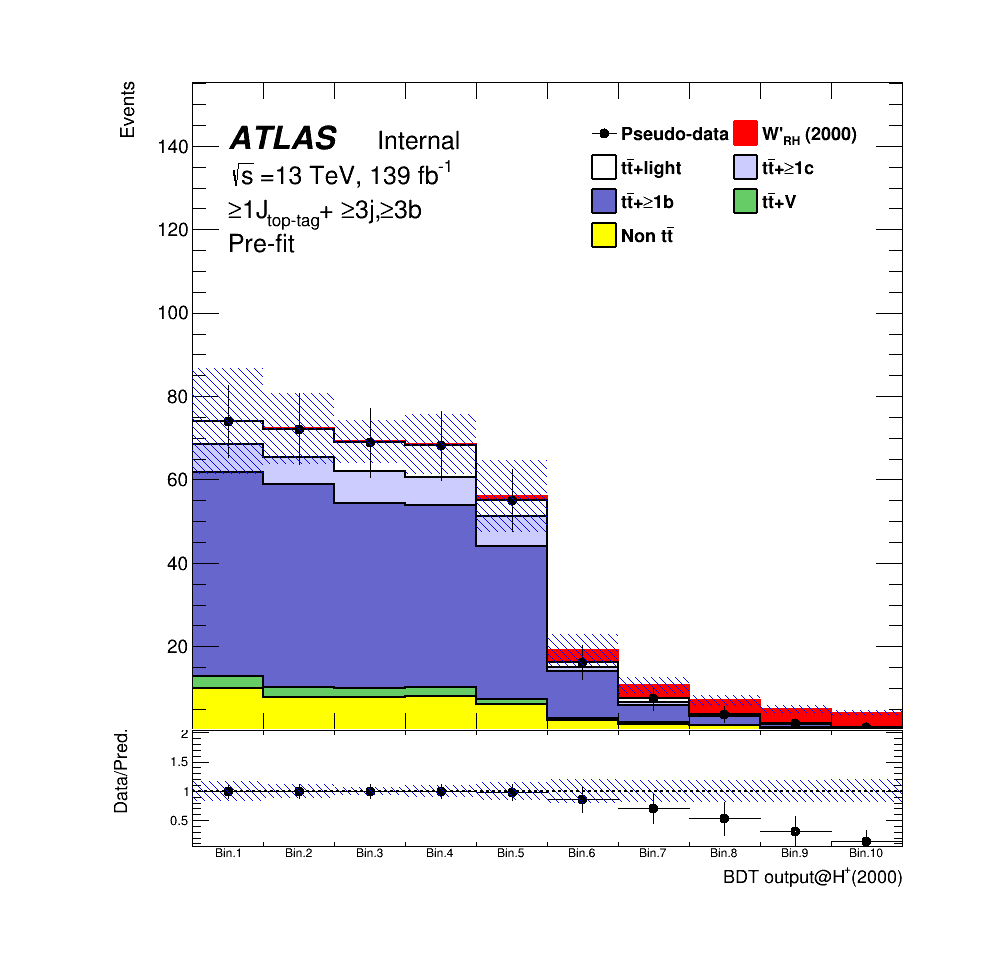 Events
140
120
100
80
60
40
20
ATLAS Internal
√s =13 TeV, 139 fb-1
≥1Jtop-tag+ ≥3j,≥3b
Pre-fit
Pseudo-data
W'RH (2000)
tt̄+light
tt̄+≥1c
tt̄+≥1b
tt̄+V
Non tt̄
Data/Pred.
2
1.5
1
0.5
Bin.1 Bin.2 Bin.3 Bin.4 Bin.5 Bin.6 Bin.7 Bin.8 Bin.9 Bin.10
BDT output@H+(2000)